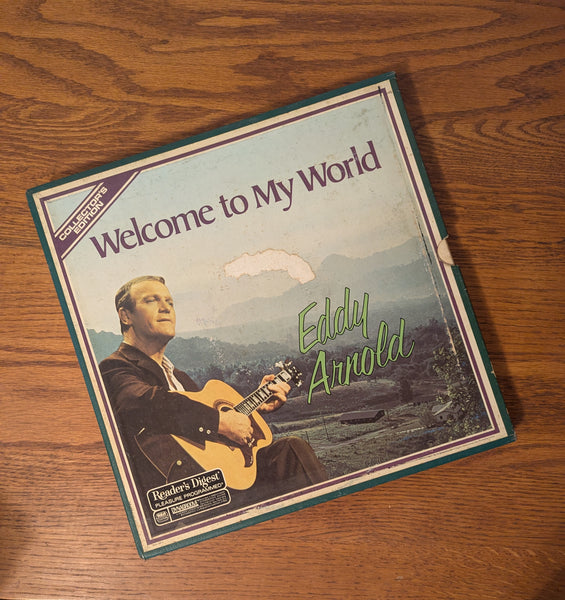 COLLECTOR'S
EDITION
Welcome to My World
Eddy
Arnold
Reader's Digest
PLEASURE PROGRAMMED®